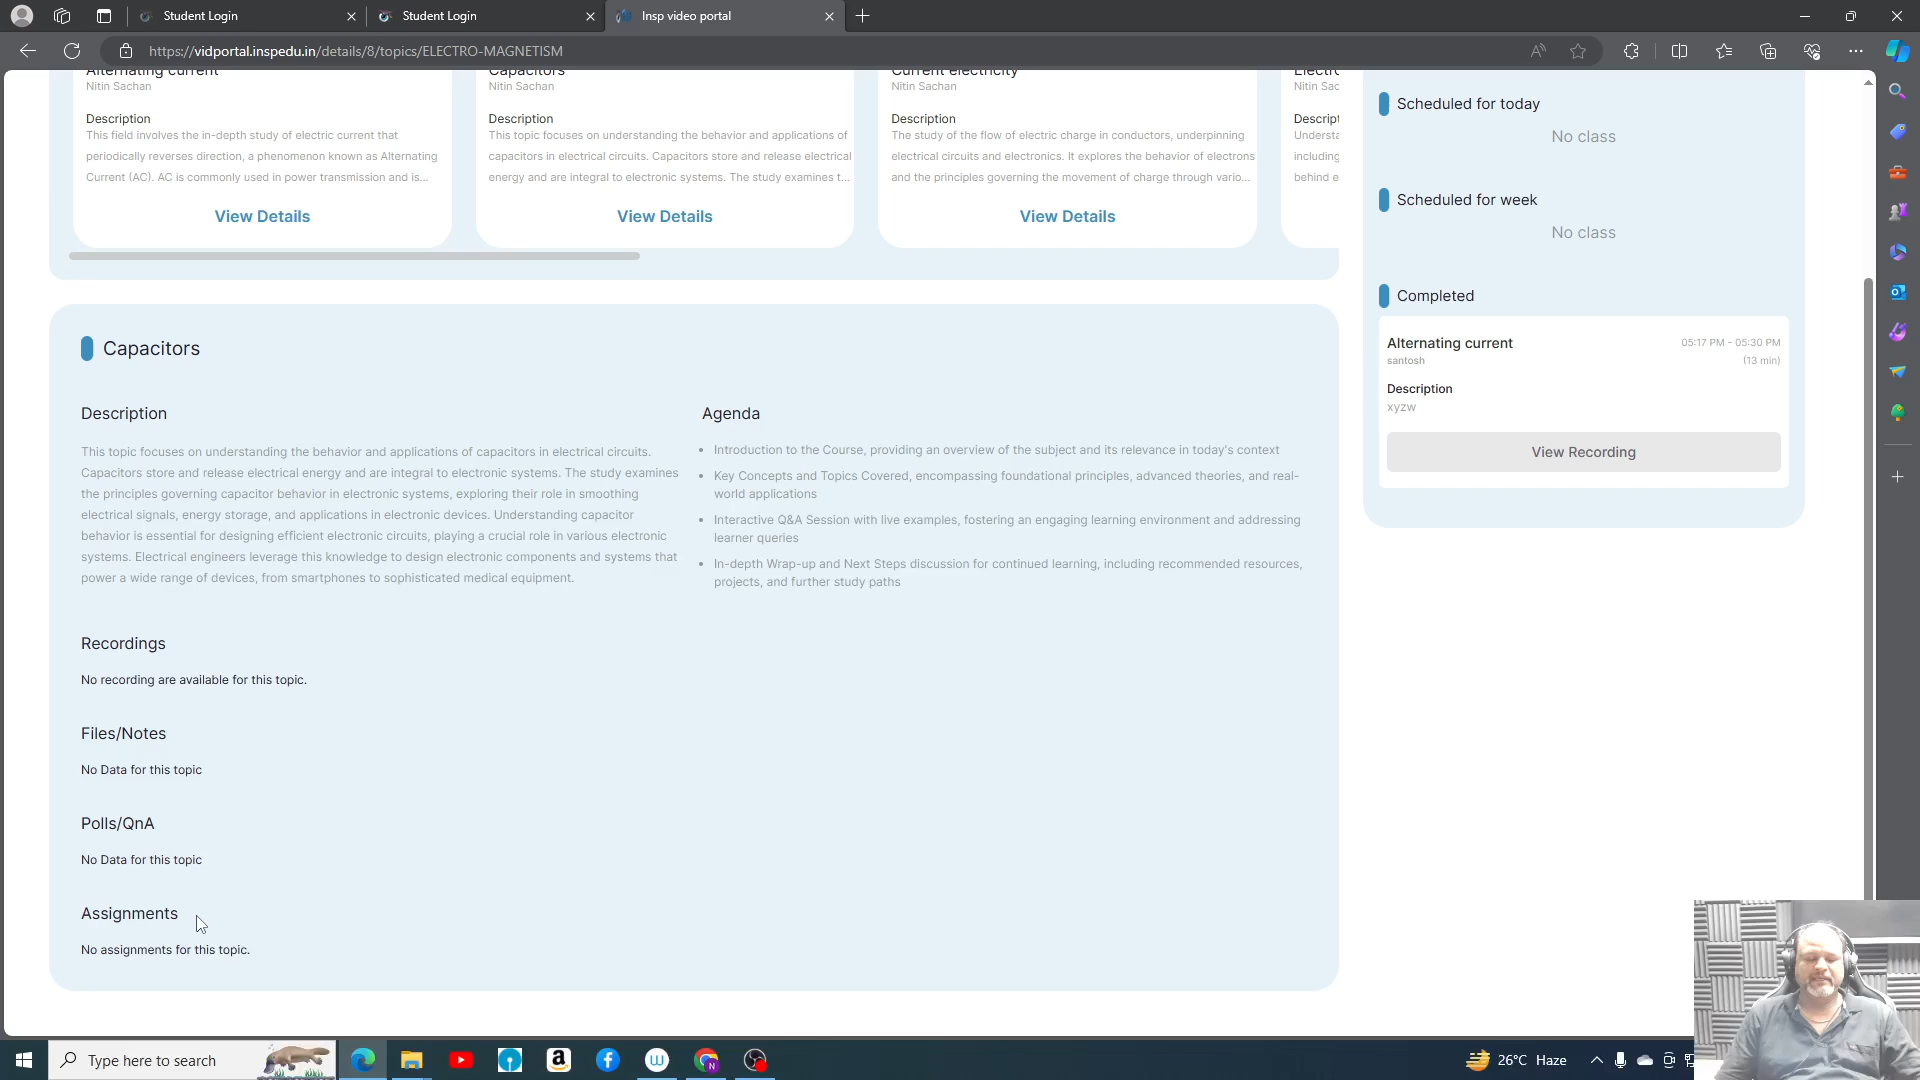 Student Login
Student Login
Insp video portal
https://vidportal.inspedu.in/details/8/topics/ELECTRO-MAGNETISM
Alternating current
Nitin Sachan
Description
This field involves the in-depth study of electric current that
periodically reverses direction, a phenomenon known as Alternating
Current (AC). AC is commonly used in power transmission and is...
View Details
Capacitors
Nitin Sachan
Description
This topic focuses on understanding the behavior and applications of
capacitors in electrical circuits. Capacitors store and release electrical
energy and are integral to electronic systems. The study examines t...
View Details
Current electricity
Nitin Sachan
Description
The study of the flow of electric charge in conductors, underpinning
electrical circuits and electronics. It explores the behavior of electrons
and the principles governing the movement of charge through vario...
View Details
Electro
Nitin Sac
Descript
Understa
including
behind e
Scheduled for today
No class
Scheduled for week
No class
Completed
Alternating current
05:17 PM - 05:30 PM
santosh
(13 min)
Description
xyzw
View Recording
Capacitors
Description
This topic focuses on understanding the behavior and applications of capacitors in electrical circuits.
Capacitors store and release electrical energy and are integral to electronic systems. The study examines
the principles governing capacitor behavior in electronic systems, exploring their role in smoothing
electrical signals, energy storage, and applications in electronic devices. Understanding capacitor
behavior is essential for designing efficient electronic circuits, playing a crucial role in various electronic
systems. Electrical engineers leverage this knowledge to design electronic components and systems that
power a wide range of devices, from smartphones to sophisticated medical equipment.
Agenda
• Introduction to the Course, providing an overview of the subject and its relevance in today's context
• Key Concepts and Topics Covered, encompassing foundational principles, advanced theories, and real-
world applications
• Interactive Q&A Session with live examples, fostering an engaging learning environment and addressing
learner queries
• In-depth Wrap-up and Next Steps discussion for continued learning, including recommended resources,
projects, and further study paths
Recordings
No recording are available for this topic.
Files/Notes
No Data for this topic
Polls/QnA
No Data for this topic
Assignments
No assignments for this topic.
Type here to search
26°C Haze